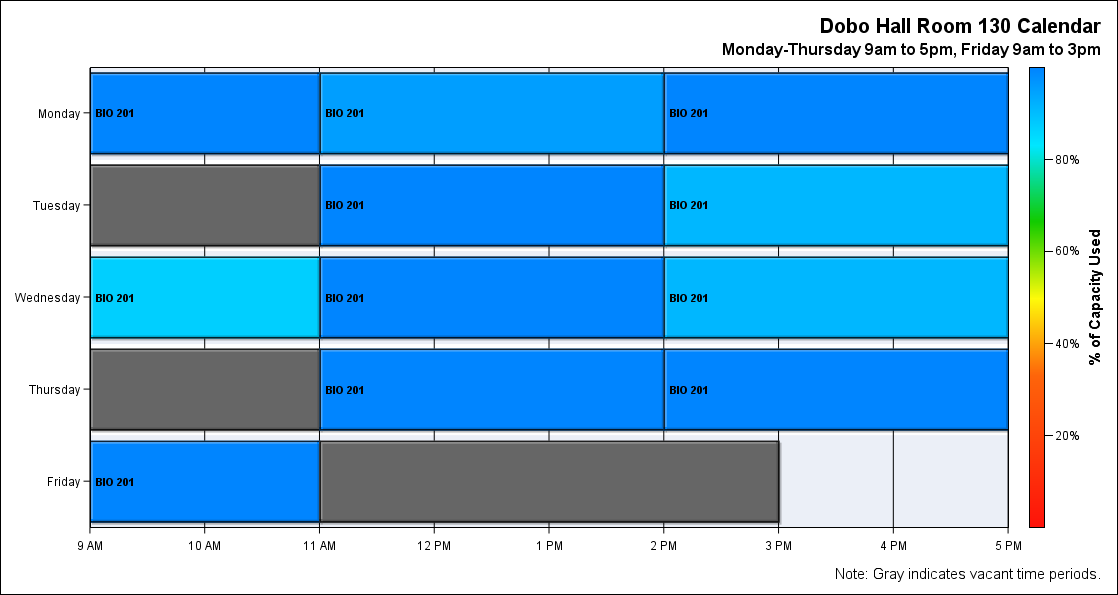 Dobo Hall Room 130 Calendar
Monday-Thursday 9am to 5pm, Friday 9am to 3pm
Monday
BIO 201
BIO 201
BIO 201
Tuesday
BIO 201
BIO 201
Wednesday
BIO 201
BIO 201
BIO 201
Thursday
BIO 201
BIO 201
Friday
BIO 201
9 AM
10 AM
11 AM
12 PM
1 PM
2 PM
3 PM
4 PM
5 PM
80%
60%
40%
20%
% of Capacity Used
Note: Gray indicates vacant time periods.